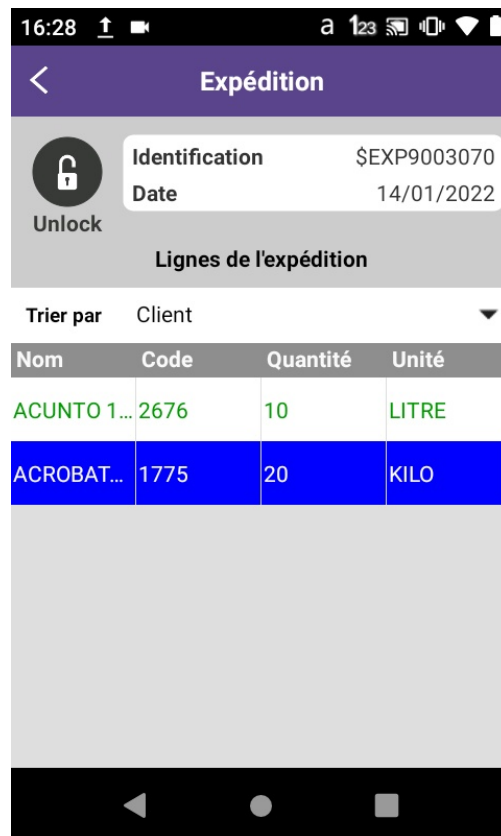 16:28 a 123
Expédition
Identification $EXP9003070
Date 14/01/2022
Unlock
Lignes de l'expédition
Trier par Client
Nom Code Quantité Unité
ACUNTO 1... 2676 10 LITRE
ACROBAT... 1775 20 KILO